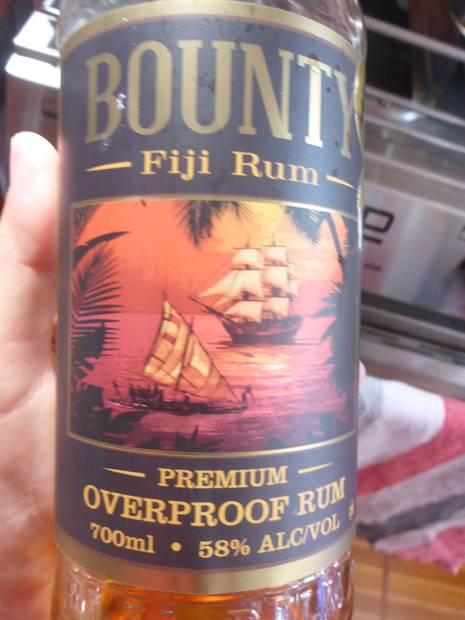 BOUNTY
Fiji Rum
PREMIUM
OVERPROOF RUM
700ml • 58% ALC/VOL